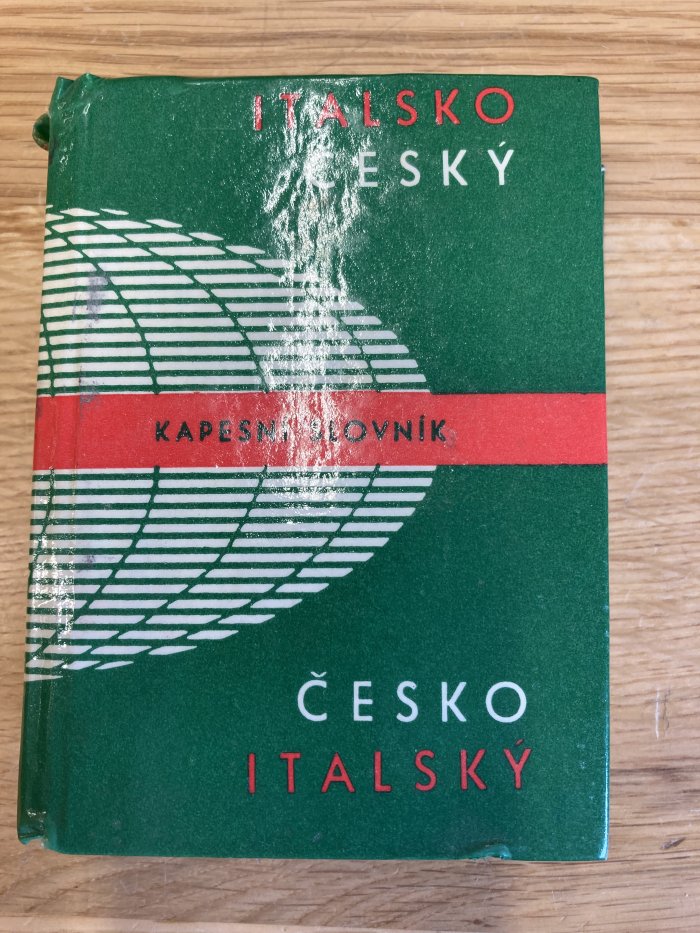 ITALSKO
ČESKÝ
KAPESNÍ SLOVNÍK
ČESKO
ITALSKÝ